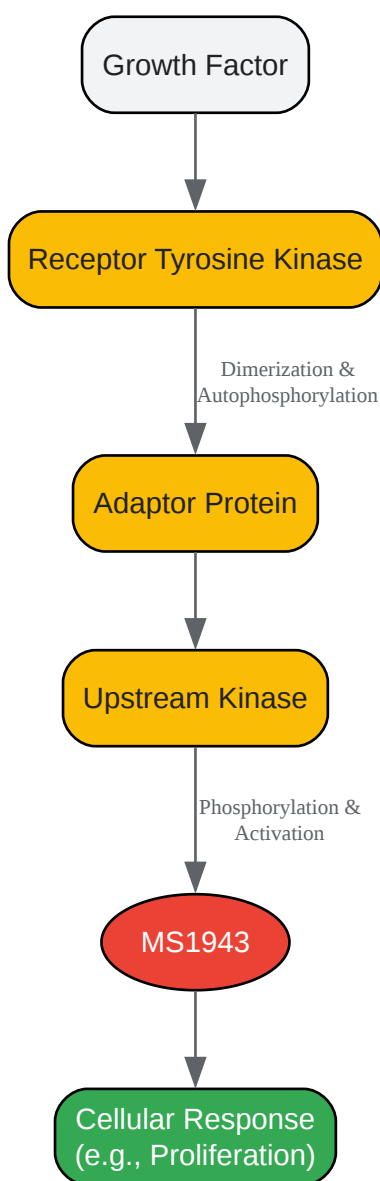 Growth Factor
Receptor Tyrosine Kinase
Dimerization &
Autophosphorylation
Adaptor Protein
Upstream Kinase
Phosphorylation &
Activation
MS1943
Cellular Response
(e.g., Proliferation)